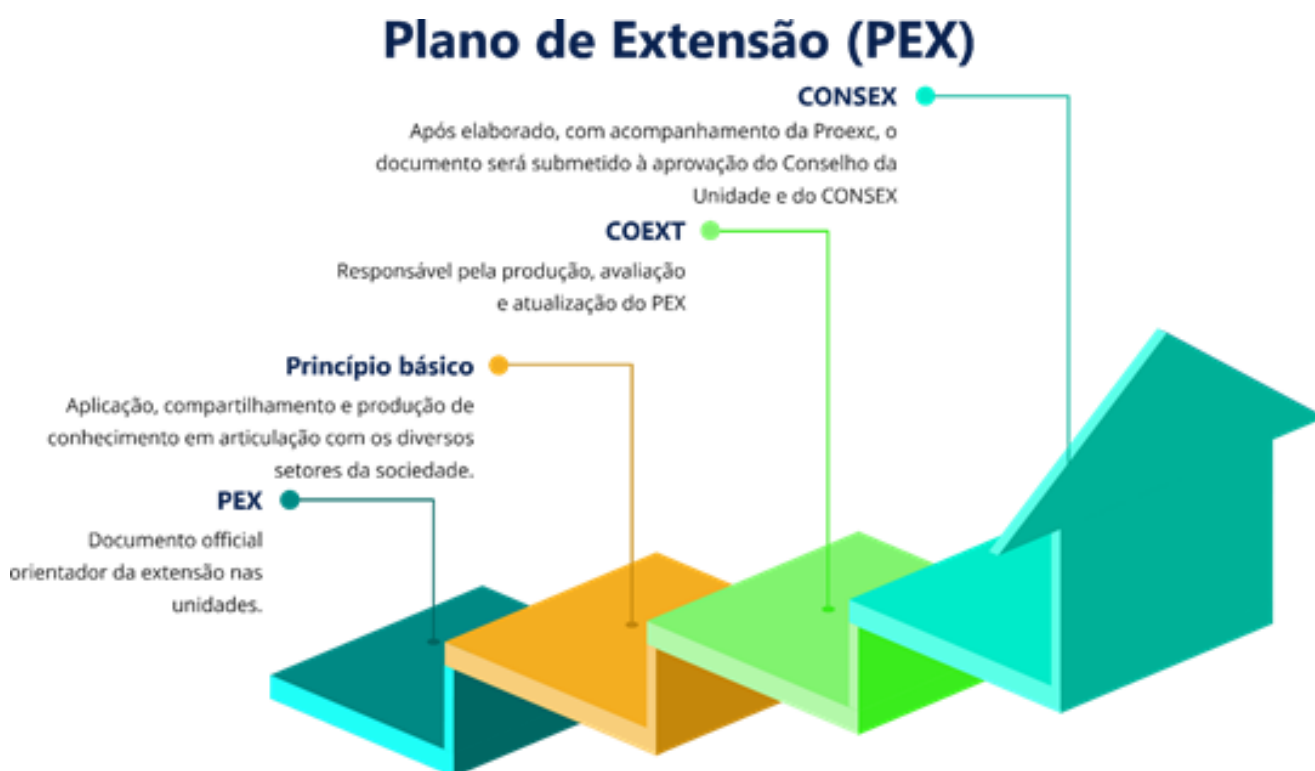 Plano de Extensão (PEX)
CONSEX
Após elaborado, com acompanhamento da Proexc, o
documento será submetido à aprovação do Conselho da
Unidade e do CONSEX
COEXT
Responsável pela produção, avaliação
e atualização do PEX
Princípio básico
Aplicação, compartilhamento e produção de
conhecimento em articulação com os diversos
setores da sociedade.
PEX
Documento official
orientador da extensão nas
unidades.